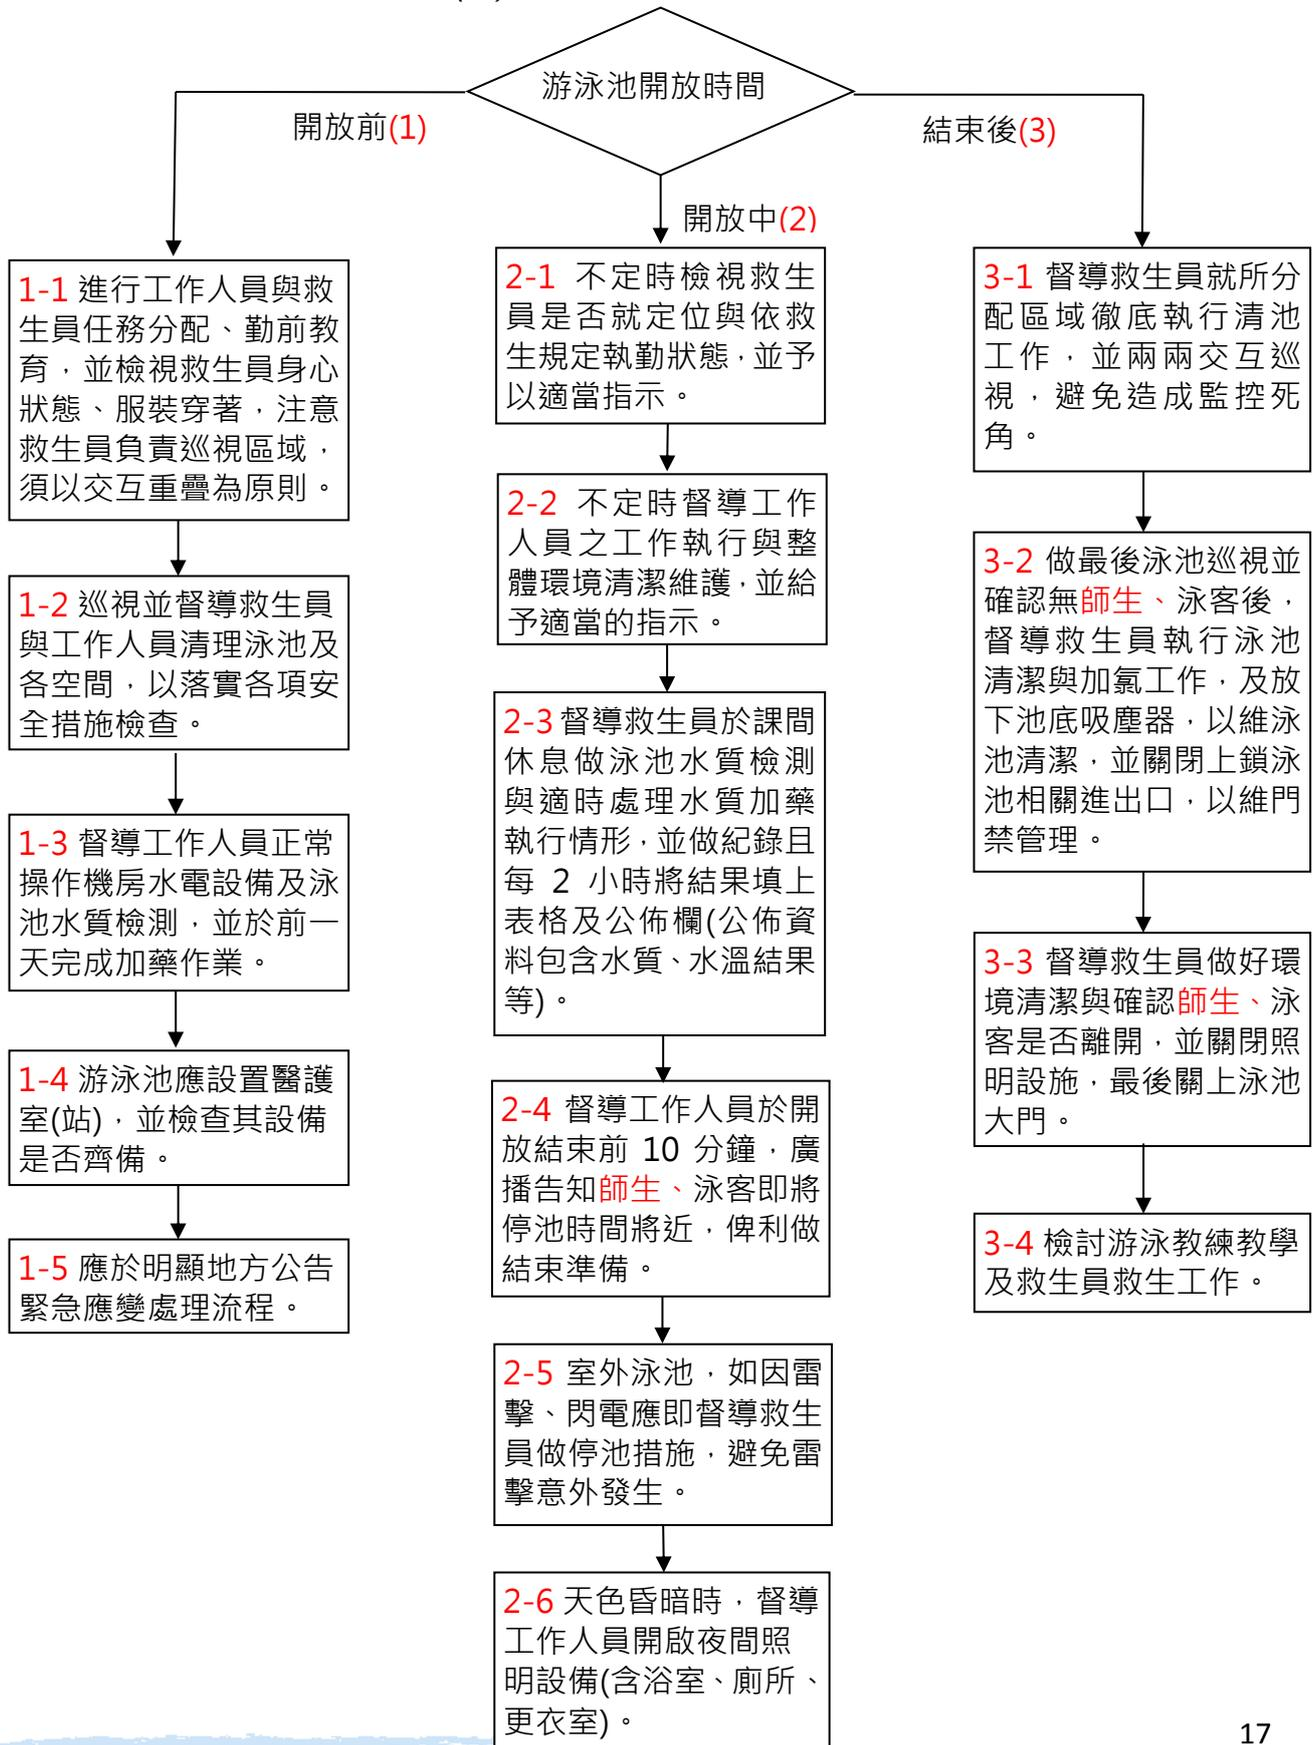 游泳池開放時間
開放前(1)
結束後(3)
開放中(2)
1-1 進行工作人員與救
生員任務分配、勤前教
育，並檢視救生員身心
狀態、服裝穿著，注意
救生員負責巡視區域，
須以交互重疊為原則。
1-2 巡視並督導救生員
與工作人員清理泳池及
各空間，以落實各項安
全措施檢查。
1-3 督導工作人員正常
操作機房水電設備及泳
池水質檢測，並於前一
天完成加藥作業。
1-4 游泳池應設置醫護
室(站)，並檢查其設備
是否齊備。
1-5 應於明顯地方公告
緊急應變處理流程。
2-1 不定時檢視救生
員是否就定位與依救
生規定執勤狀態，並予
以適當指示。
2-2 不定時督導工作
人員之工作執行與整
體環境清潔維護，並給
予適當的指示。
2-3 督導救生員於課間
休息做泳池水質檢測
與適時處理水質加藥
執行情形，並做紀錄且
每 2 小時將結果填上
表格及公佈欄(公佈資
料包含水質、水溫結果
等)。
2-4 督導工作人員於開
放結束前 10 分鐘，廣
播告知師生、泳客即將
停池時間將近，俾利做
結束準備。
2-5 室外泳池，如因雷
擊、閃電應即督導救生
員做停池措施，避免雷
擊意外發生。
2-6 天色昏暗時，督導
工作人員開啟夜間照
明設備(含浴室、廁所、
更衣室)。
3-1 督導救生員就所分
配區域徹底執行清池
工作，並兩兩交互巡
視，避免造成監控死
角。
3-2 做最後泳池巡視並
確認無師生、泳客後，
督導救生員執行泳池
清潔與加氯工作，及放
下池底吸塵器，以維泳
池清潔，並關閉上鎖泳
池相關進出口，以維門
禁管理。
3-3 督導救生員做好環
境清潔與確認師生、泳
客是否離開，並關閉照
明設施，最後關上泳池
大門。
3-4 檢討游泳教練教學
及救生員救生工作。
17